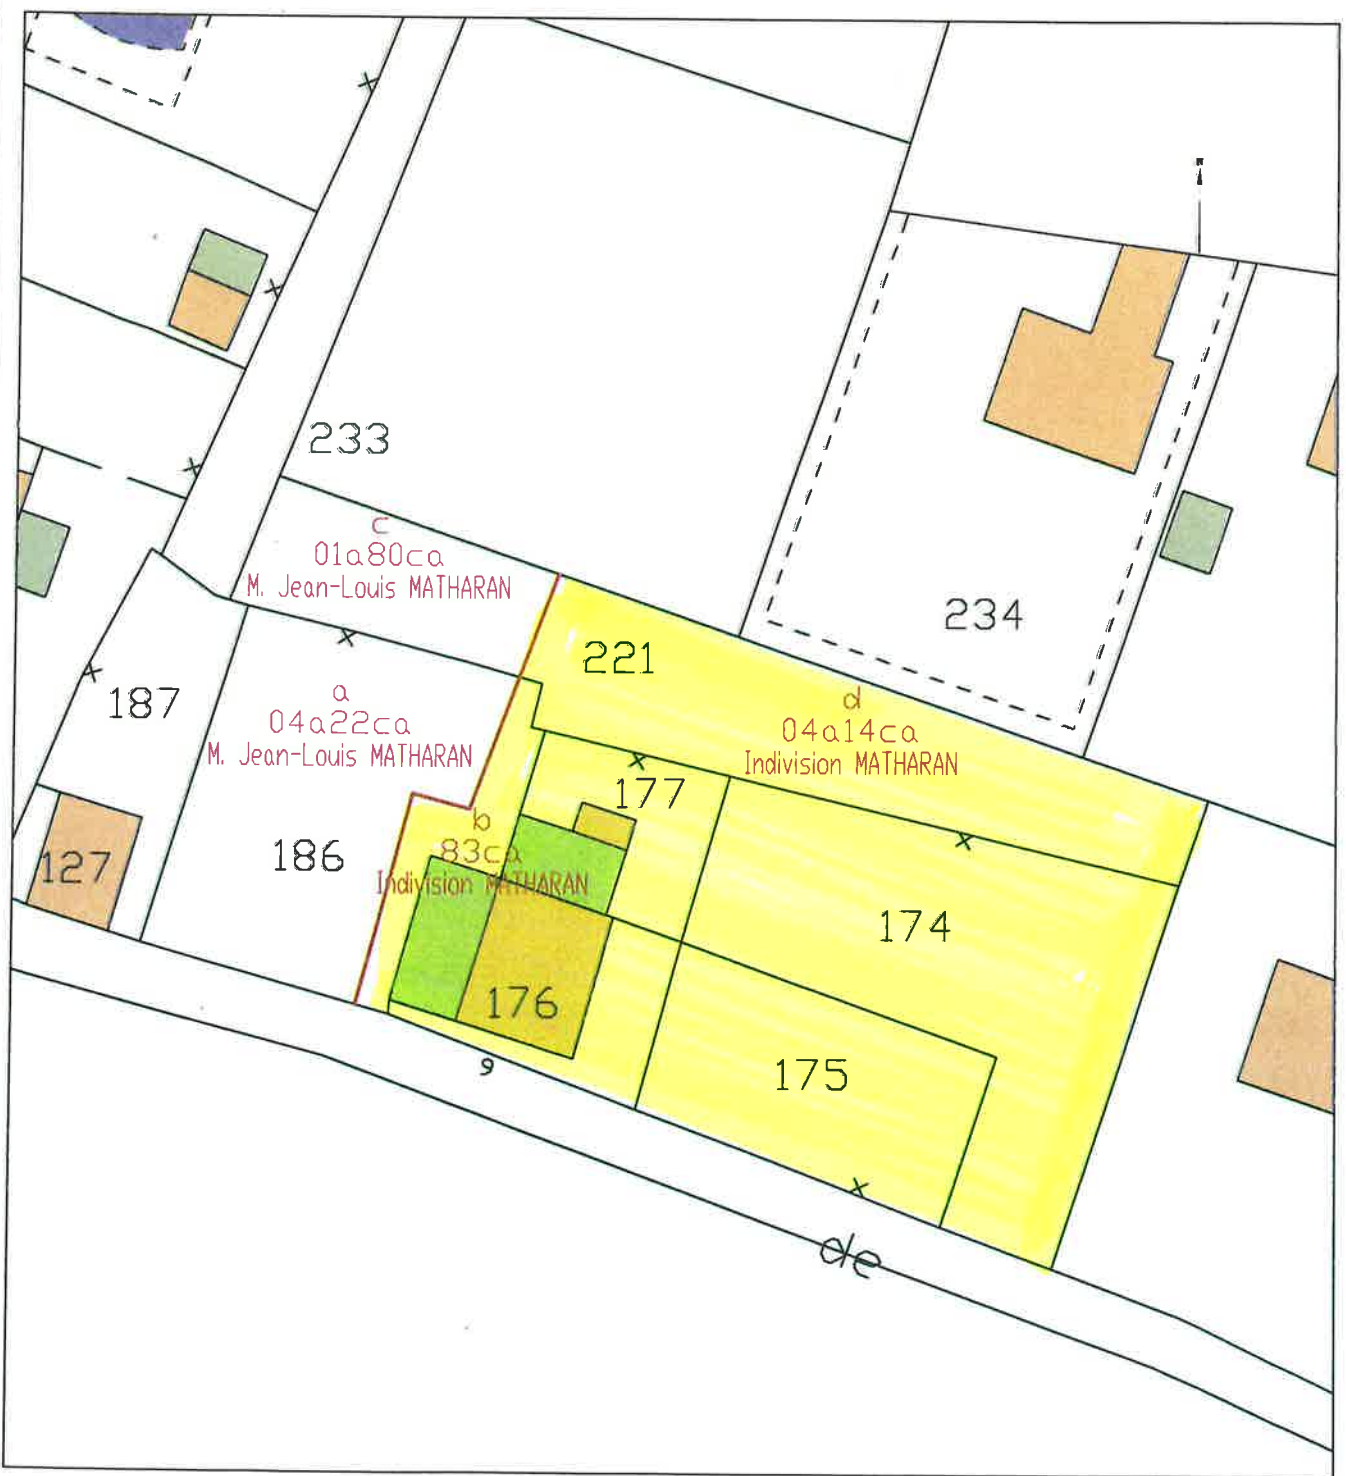 233
c
01a80ca
M. Jean-Louis MATHARAN
234
221
187
a
04a22ca
M. Jean-Louis MATHARAN
d
04a14ca
Indivision MATHARAN
177
b
83ca
Indivision MATHARAN
127
186
174
176
175
9
de